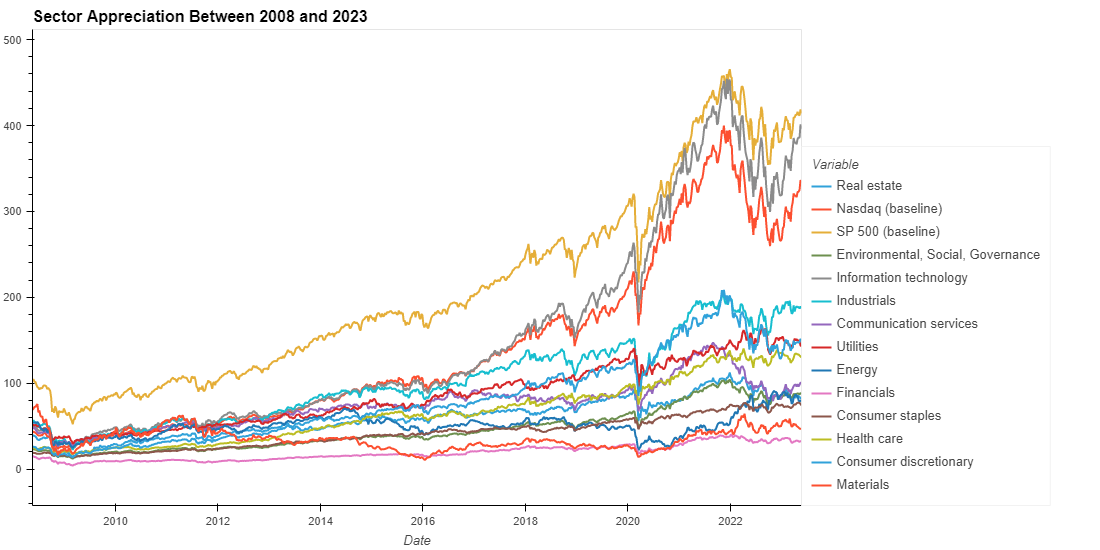 Sector Appreciation Between 2008 and 2023
500
400
300
200
100
0
2010
2012
2014
2016
2018
2020
2022
Date
Variable
Real estate
Nasdaq (baseline)
SP 500 (baseline)
Environmental, Social, Governance
Information technology
Industrials
Communication services
Utilities
Energy
Financials
Consumer staples
Health care
Consumer discretionary
Materials